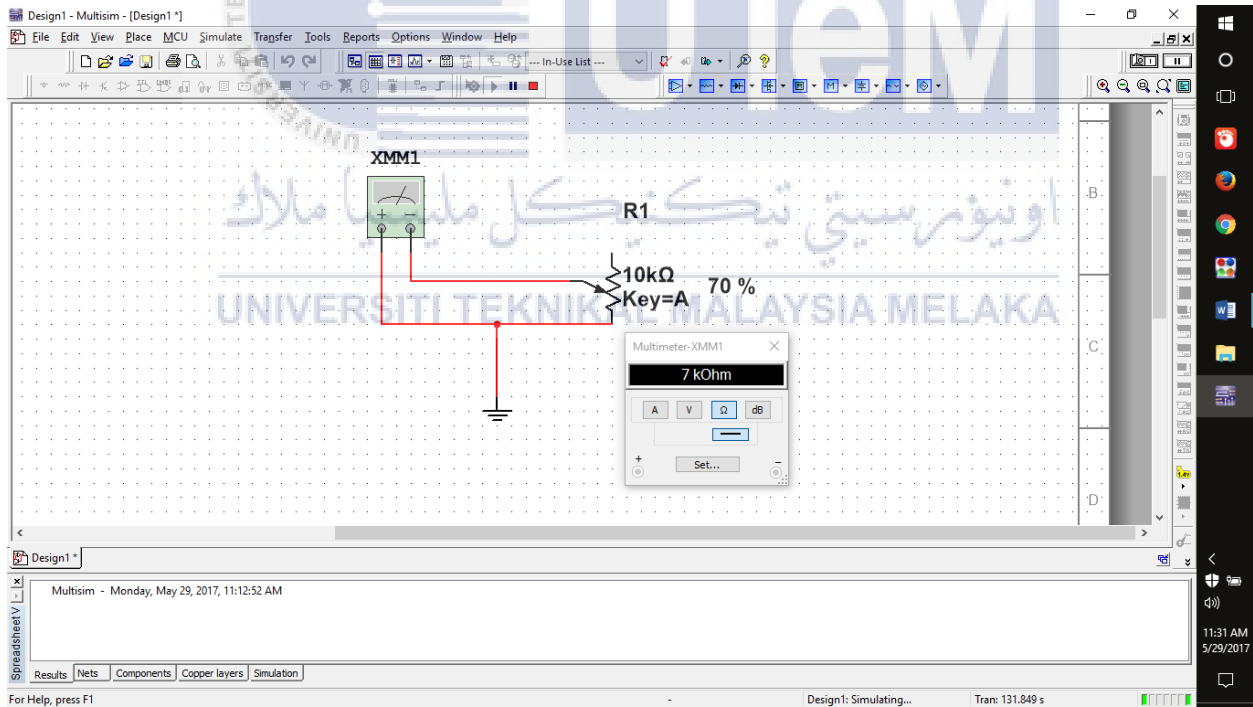 Design1 - Multisim - [Design1 *]
File Edit View Place MCU Simulate Transfer Tools Reports Options Window Help
--- In-Use List ---
UTeM
XMM1
R1
اونيورسيتي تيكنيكل مليسيا ملاك
10kΩ
Key=A
70 %
UNIVERSITI TEKNIKAL MALAYSIA MELAKA
B
C
D
Multimeter-XMM1
7 kOhm
A V Ω dB
+ Set... -
1.4v
Design1 *
Multisim - Monday, May 29, 2017, 11:12:52 AM
Spreadsheet V
Results Nets Components Copper layers Simulation
For Help, press F1 - Design1: Simulating... Tran: 131.849 s
11:31 AM
5/29/2017